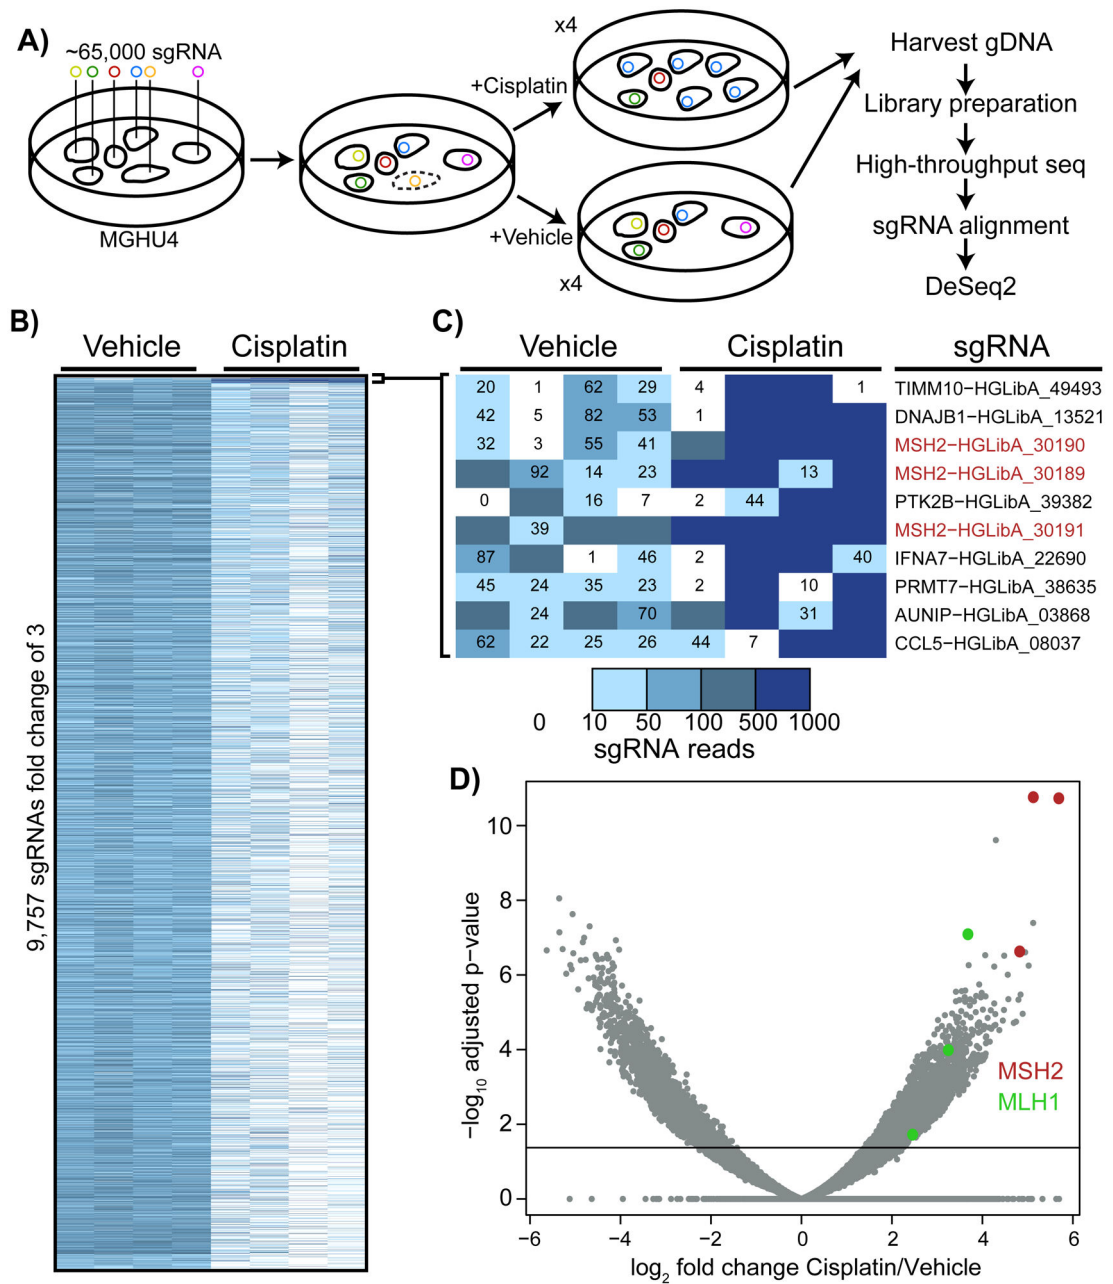 A)
~65,000 sgRNA
MGHU4
+Cisplatin
x4
+Vehicle
x4
Harvest gDNA
Library preparation
High-throughput seq
sgRNA alignment
DeSeq2
B)
Vehicle Cisplatin
9,757 sgRNAs fold change of 3
C)
Vehicle Cisplatin sgRNA
20 1 62 29 4 1 TIMM10−HGLibA_49493
42 5 82 53 1 DNAJB1−HGLibA_13521
32 3 55 41 MSH2−HGLibA_30190
92 14 23 13 MSH2−HGLibA_30189
0 16 7 2 44 PTK2B−HGLibA_39382
39 MSH2−HGLibA_30191
87 1 46 2 40 IFNA7−HGLibA_22690
45 24 35 23 2 10 PRMT7−HGLibA_38635
24 70 31 AUNIP−HGLibA_03868
62 22 25 26 44 7 CCL5−HGLibA_08037
0 10 50 100 500 1000
sgRNA reads
D)
−log10 adjusted p−value
10
8
6
4
2
0
MSH2
MLH1
−6 −4 −2 0 2 4 6
log2 fold change Cisplatin/Vehicle